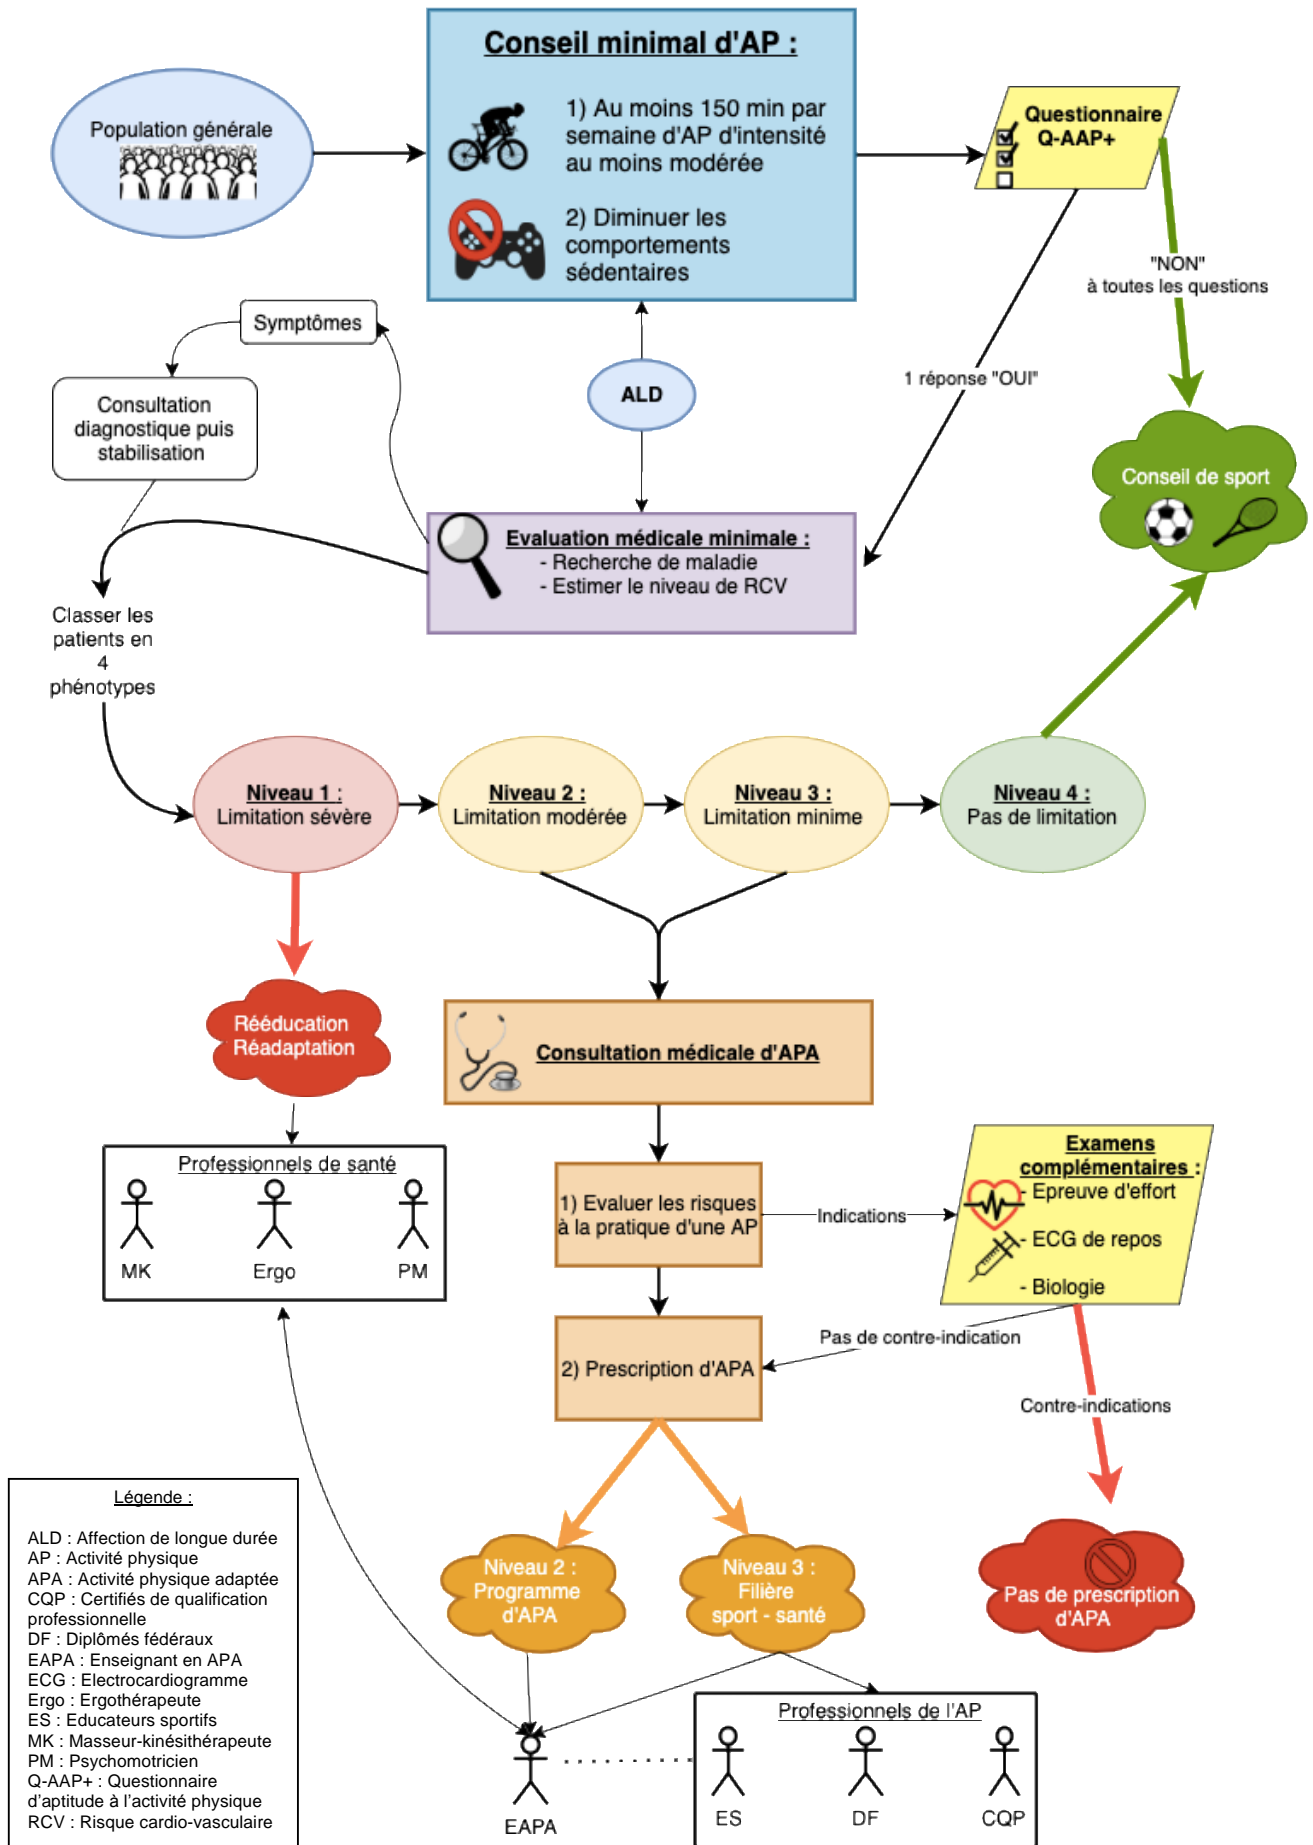 Conseil minimal d'AP :
1) Au moins 150 min par
semaine d'AP d'intensité
au moins modérée
2) Diminuer les
comportements
sédentaires
Population générale
Questionnaire
Q-AAP+
"NON"
à toutes les questions
1 réponse "OUI"
Symptômes
Consultation
diagnostique puis
stabilisation
ALD
Conseil de sport
Evaluation médicale minimale :
- Recherche de maladie
- Estimer le niveau de RCV
Classer les
patients en
4
phénotypes
Niveau 1 :
Limitation sévère
Niveau 2 :
Limitation modérée
Niveau 3 :
Limitation minime
Niveau 4 :
Pas de limitation
Rééducation
Réadaptation
Consultation médicale d'APA
Professionnels de santé
MK
Ergo
PM
1) Evaluer les risques
à la pratique d'une AP
Indications
Examens
complémentaires :
- Epreuve d'effort
- ECG de repos
- Biologie
Pas de contre-indication
2) Prescription d'APA
Contre-indications
Niveau 2 :
Programme
d'APA
Niveau 3 :
Filière
sport - santé
Pas de prescription
d'APA
Professionnels de l'AP
EAPA
ES
DF
CQP
Légende :
ALD : Affection de longue durée
AP : Activité physique
APA : Activité physique adaptée
CQP : Certifiés de qualification
professionnelle
DF : Diplômés fédéraux
EAPA : Enseignant en APA
ECG : Electrocardiogramme
Ergo : Ergothérapeute
ES : Educateurs sportifs
MK : Masseur-kinésithérapeute
PM : Psychomotricien
Q-AAP+ : Questionnaire
d'aptitude à l'activité physique
RCV : Risque cardio-vasculaire